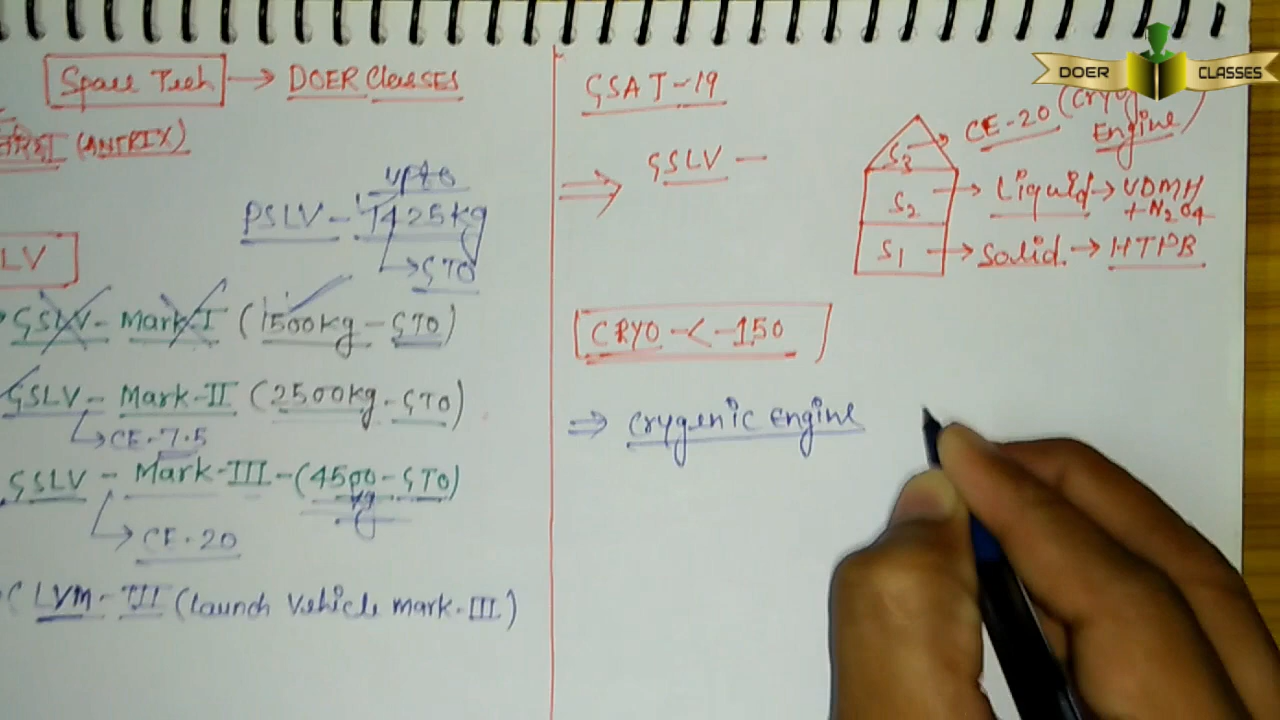 Space Tech → DOER Classes
(ANTRIX)
upto
PSLV - 1425kg
→ GTO
LV
GSLV - Mark-I (1500kg - GTO)
GSLV - Mark-II (2500kg - GTO)
→ CE-7.5
GSLV - Mark-III - (4500 - GTO)
kg
→ CE-20
LVM-III (launch vehicle mark-III)
GSAT-19
⇒ GSLV -
S3 → CE-20 (Cryo
Engine)
S2 → Liquid → UDMH
+ N2O4
S1 → Solid → HTPB
CRYO - < -150
⇒ Crygenic Engine
DOER CLASSES